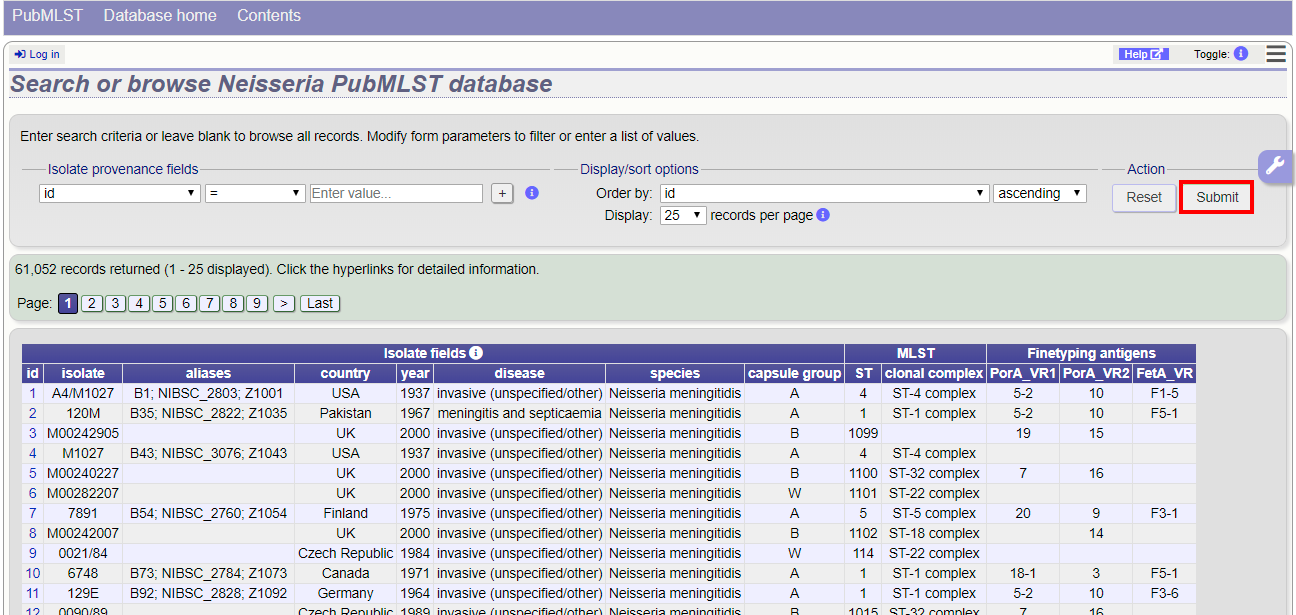 PubMLST Database home Contents
Log in Help Toggle:
Search or browse Neisseria PubMLST database
Enter search criteria or leave blank to browse all records. Modify form parameters to filter or enter a list of values.
Isolate provenance fields Display/sort options Action
id = Enter value... + Order by: id ascending Reset Submit
Display: 25 records per page
61,052 records returned (1 - 25 displayed). Click the hyperlinks for detailed information.
Page: 1 2 3 4 5 6 7 8 9 > Last
Isolate fields MLST Finetyping antigens
id isolate aliases country year disease species capsule group ST clonal complex PorA_VR1 PorA_VR2 FetA_VR
1 A4/M1027 B1; NIBSC_2803; Z1001 USA 1937 invasive (unspecified/other) Neisseria meningitidis A 4 ST-4 complex 5-2 10 F1-5
2 120M B35; NIBSC_2822; Z1035 Pakistan 1967 meningitis and septicaemia Neisseria meningitidis A 1 ST-1 complex 5-2 10 F5-1
3 M00242905 UK 2000 invasive (unspecified/other) Neisseria meningitidis B 1099 19 15
4 M1027 B43; NIBSC_3076; Z1043 USA 1937 invasive (unspecified/other) Neisseria meningitidis A 4 ST-4 complex
5 M00240227 UK 2000 invasive (unspecified/other) Neisseria meningitidis B 1100 ST-32 complex 7 16
6 M00282207 UK 2000 invasive (unspecified/other) Neisseria meningitidis W 1101 ST-22 complex
7 7891 B54; NIBSC_2760; Z1054 Finland 1975 invasive (unspecified/other) Neisseria meningitidis A 5 ST-5 complex 20 9 F3-1
8 M00242007 UK 2000 invasive (unspecified/other) Neisseria meningitidis B 1102 ST-18 complex 14
9 0021/84 Czech Republic 1984 invasive (unspecified/other) Neisseria meningitidis W 114 ST-22 complex
10 6748 B73; NIBSC_2784; Z1073 Canada 1971 invasive (unspecified/other) Neisseria meningitidis A 1 ST-1 complex 18-1 3 F5-1
11 129E B92; NIBSC_2828; Z1092 Germany 1964 invasive (unspecified/other) Neisseria meningitidis A 1 ST-1 complex 5-2 10 F3-6
12 0090/89 Czech Republic 1989 invasive (unspecified/other) Neisseria meningitidis B 1015 ST-32 complex 7 16